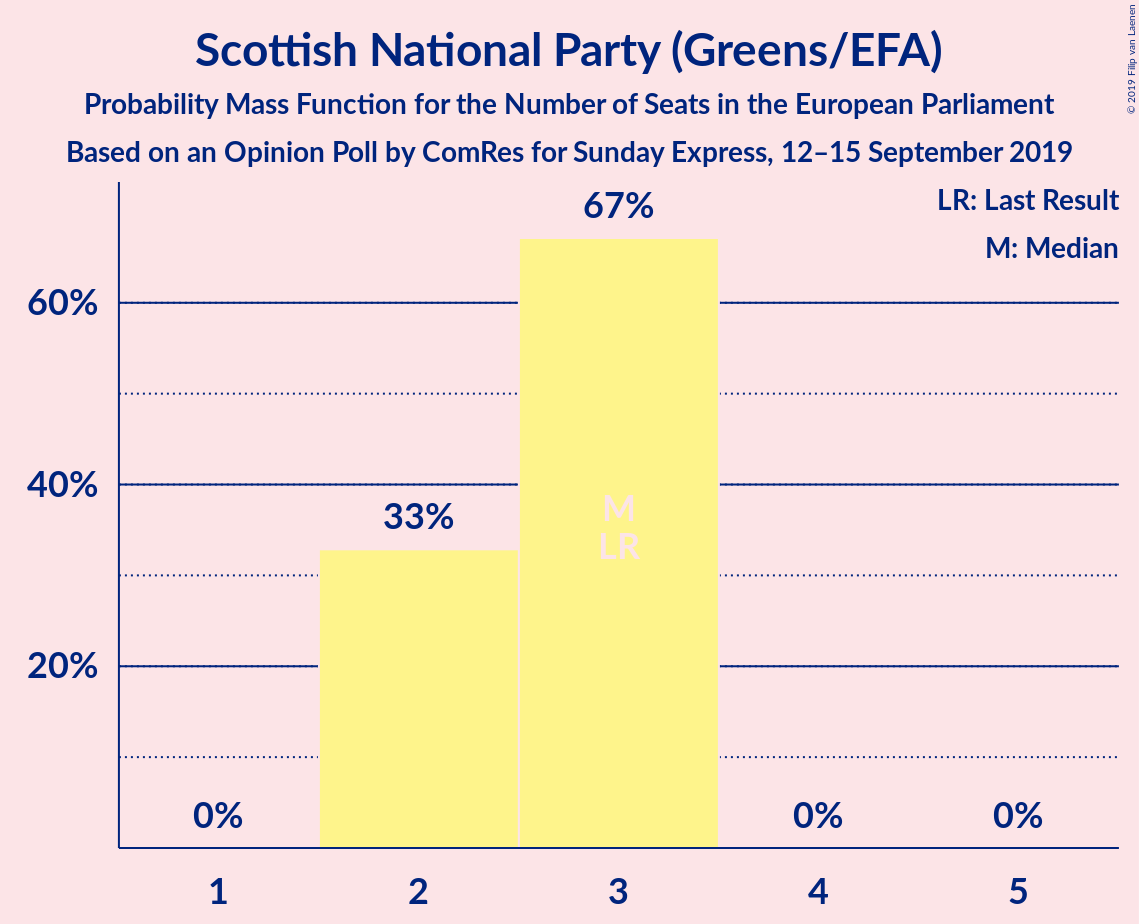 Scottish National Party (Greens/EFA)
Probability Mass Function for the Number of Seats in the European Parliament
Based on an Opinion Poll by ComRes for Sunday Express, 12–15 September 2019
© 2019 Filip van Laenen
LR: Last Result
M: Median
67%
60%
40%
33%
M
LR
20%
0%
0%
0%
1
2
3
4
5